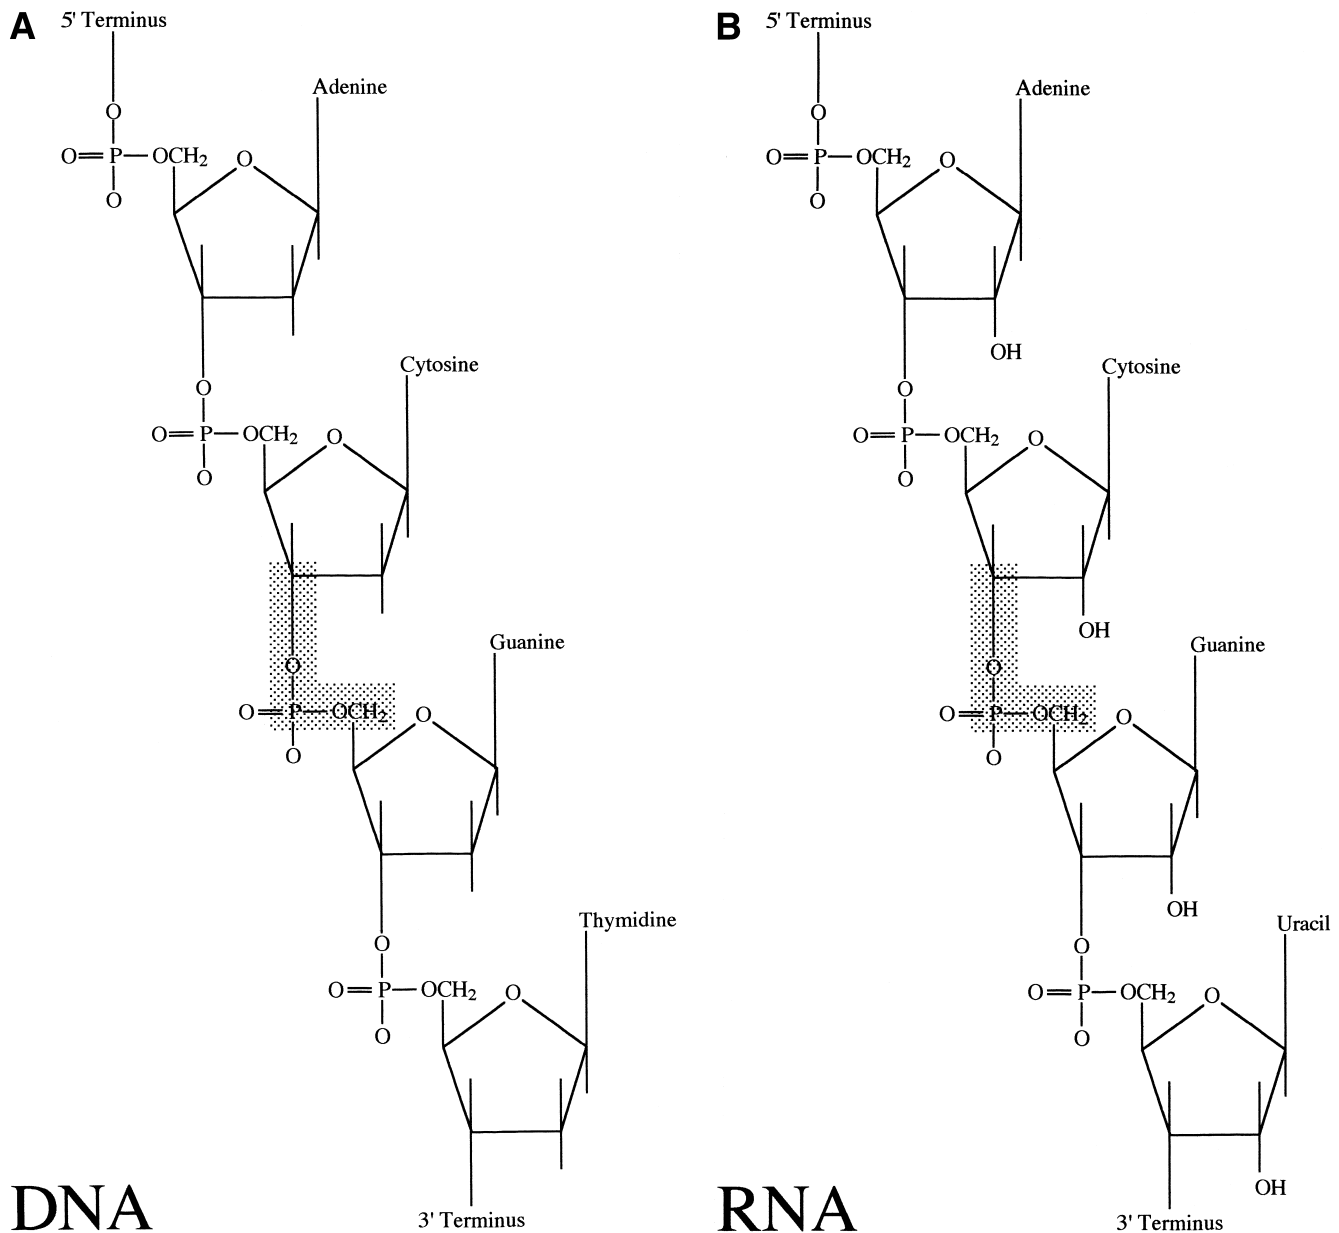 A
5' Terminus
Adenine
O
O=P—OCH2
O
O
Cytosine
O
O=P—OCH2
O
O
Guanine
O
O=P—OCH2
O
O
Thymidine
O
O=P—OCH2
O
O
DNA
3' Terminus
B
5' Terminus
Adenine
O
O=P—OCH2
O
O
OH
Cytosine
O
O=P—OCH2
O
O
OH
Guanine
O
O=P—OCH2
O
O
OH
Uracil
O
O=P—OCH2
O
O
OH
RNA
3' Terminus